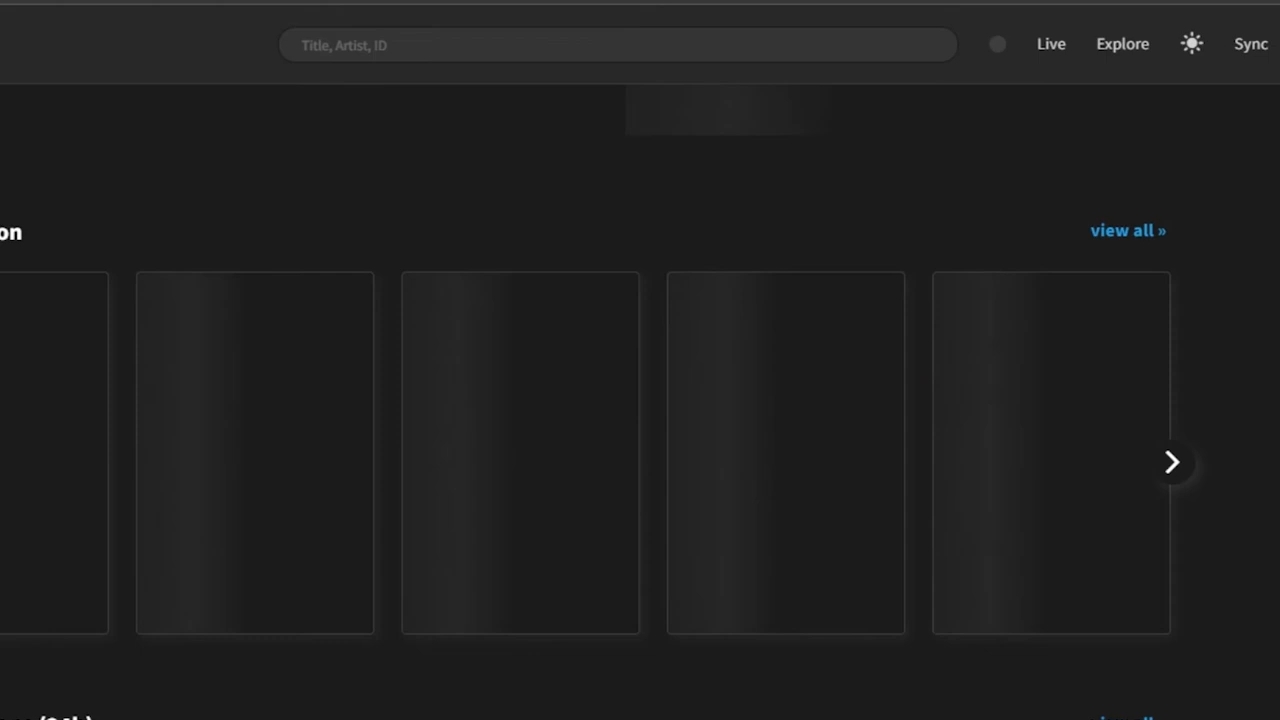 Title, Artist, ID
Live
Explore
Sync
on
view all »